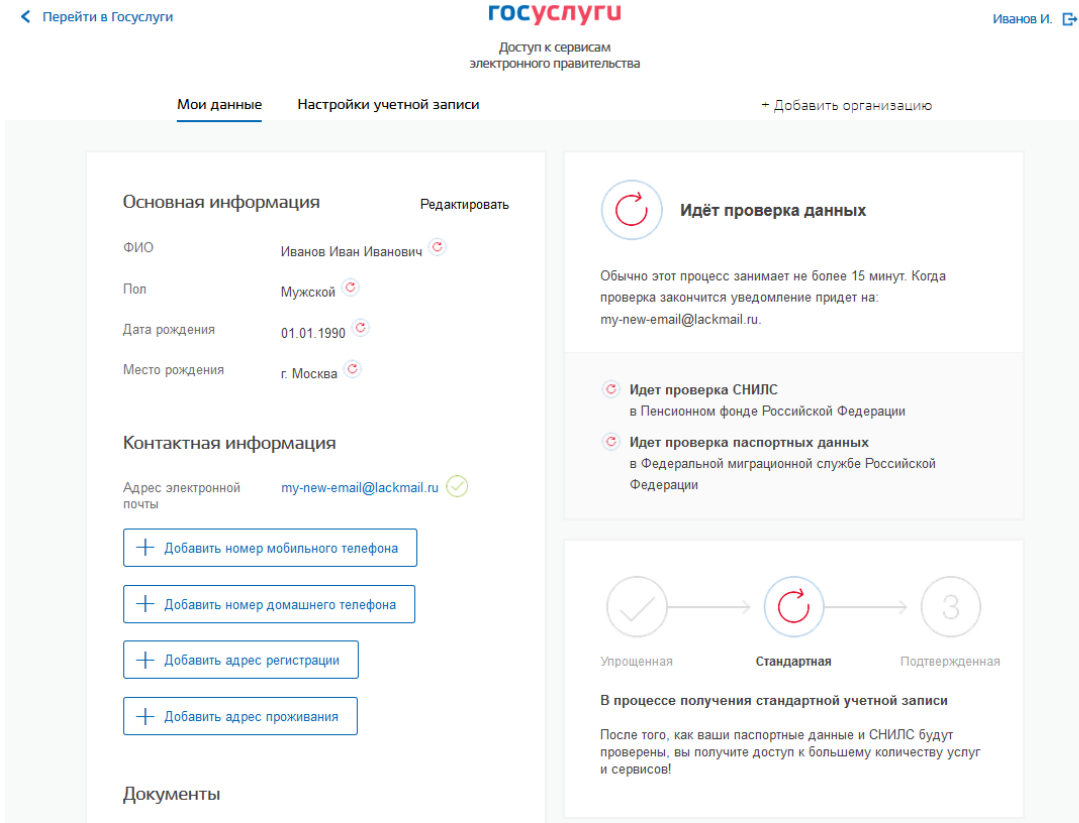 Перейти в Госуслуги
госуслуги
Иванов И.
Доступ к сервисам
электронного правительства
Мои данные
Настройки учетной записи
+ Добавить организацию
Основная информация
Редактировать
ФИО
Иванов Иван Иванович
Пол
Мужской
Дата рождения
01.01.1990
Место рождения
г. Москва
Контактная информация
Адрес электронной
почты
my-new-email@lackmail.ru
Добавить номер мобильного телефона
Добавить номер домашнего телефона
Добавить адрес регистрации
Добавить адрес проживания
Документы
Идёт проверка данных
Обычно этот процесс занимает не более 15 минут. Когда
проверка закончится уведомление придет на:
my-new-email@lackmail.ru.
Идет проверка СНИЛС
в Пенсионном фонде Российской Федерации
Идет проверка паспортных данных
в Федеральной миграционной службе Российской
Федерации
3
Упрощенная
Стандартная
Подтвержденная
В процессе получения стандартной учетной записи
После того, как ваши паспортные данные и СНИЛС будут
проверены, вы получите доступ к большему количеству услуг
и сервисов!